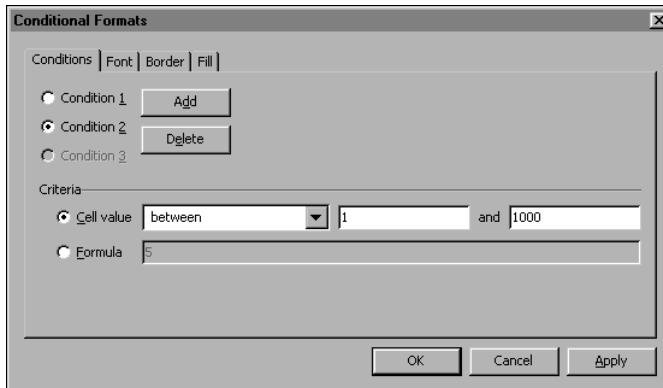 Conditional Formats
Conditions Font Border Fill
Condition 1 Add
Condition 2
Delete
Condition 3
Criteria
Cell value between 1 and 1000
Formula 5
OK Cancel Apply